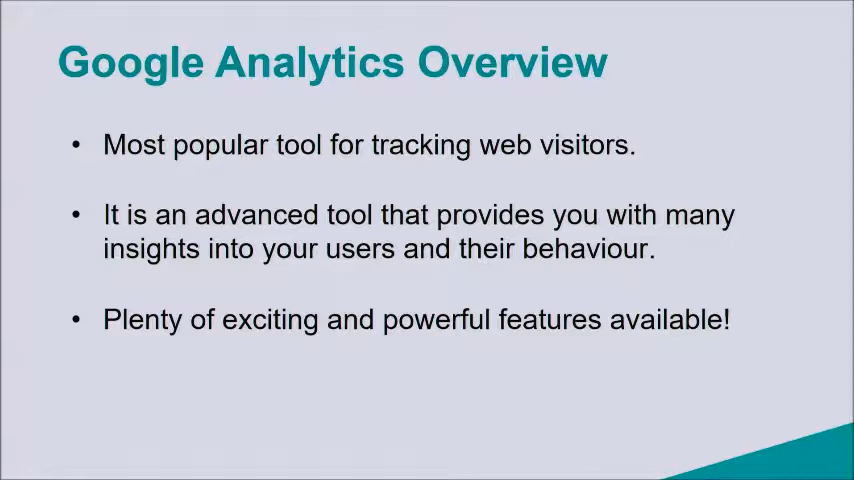 Google Analytics Overview
• Most popular tool for tracking web visitors.
• It is an advanced tool that provides you with many
insights into your users and their behaviour.
• Plenty of exciting and powerful features available!